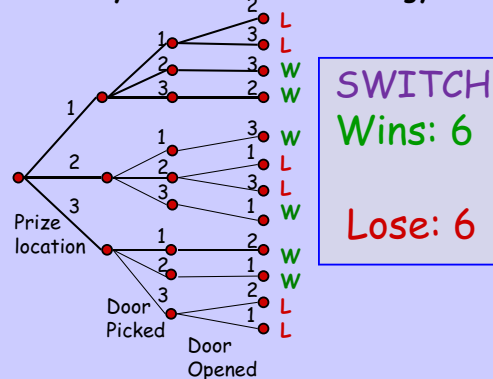 2 L
1 3 L
2 3 W
3 2 W
1
1 3 W
2 1 L
2 3 L
3 1 W
3
1 2 W
2 1 W
3 2 L
1 L
Prize
location
Door
Picked
Door
Opened
SWITCH
Wins: 6
Lose: 6